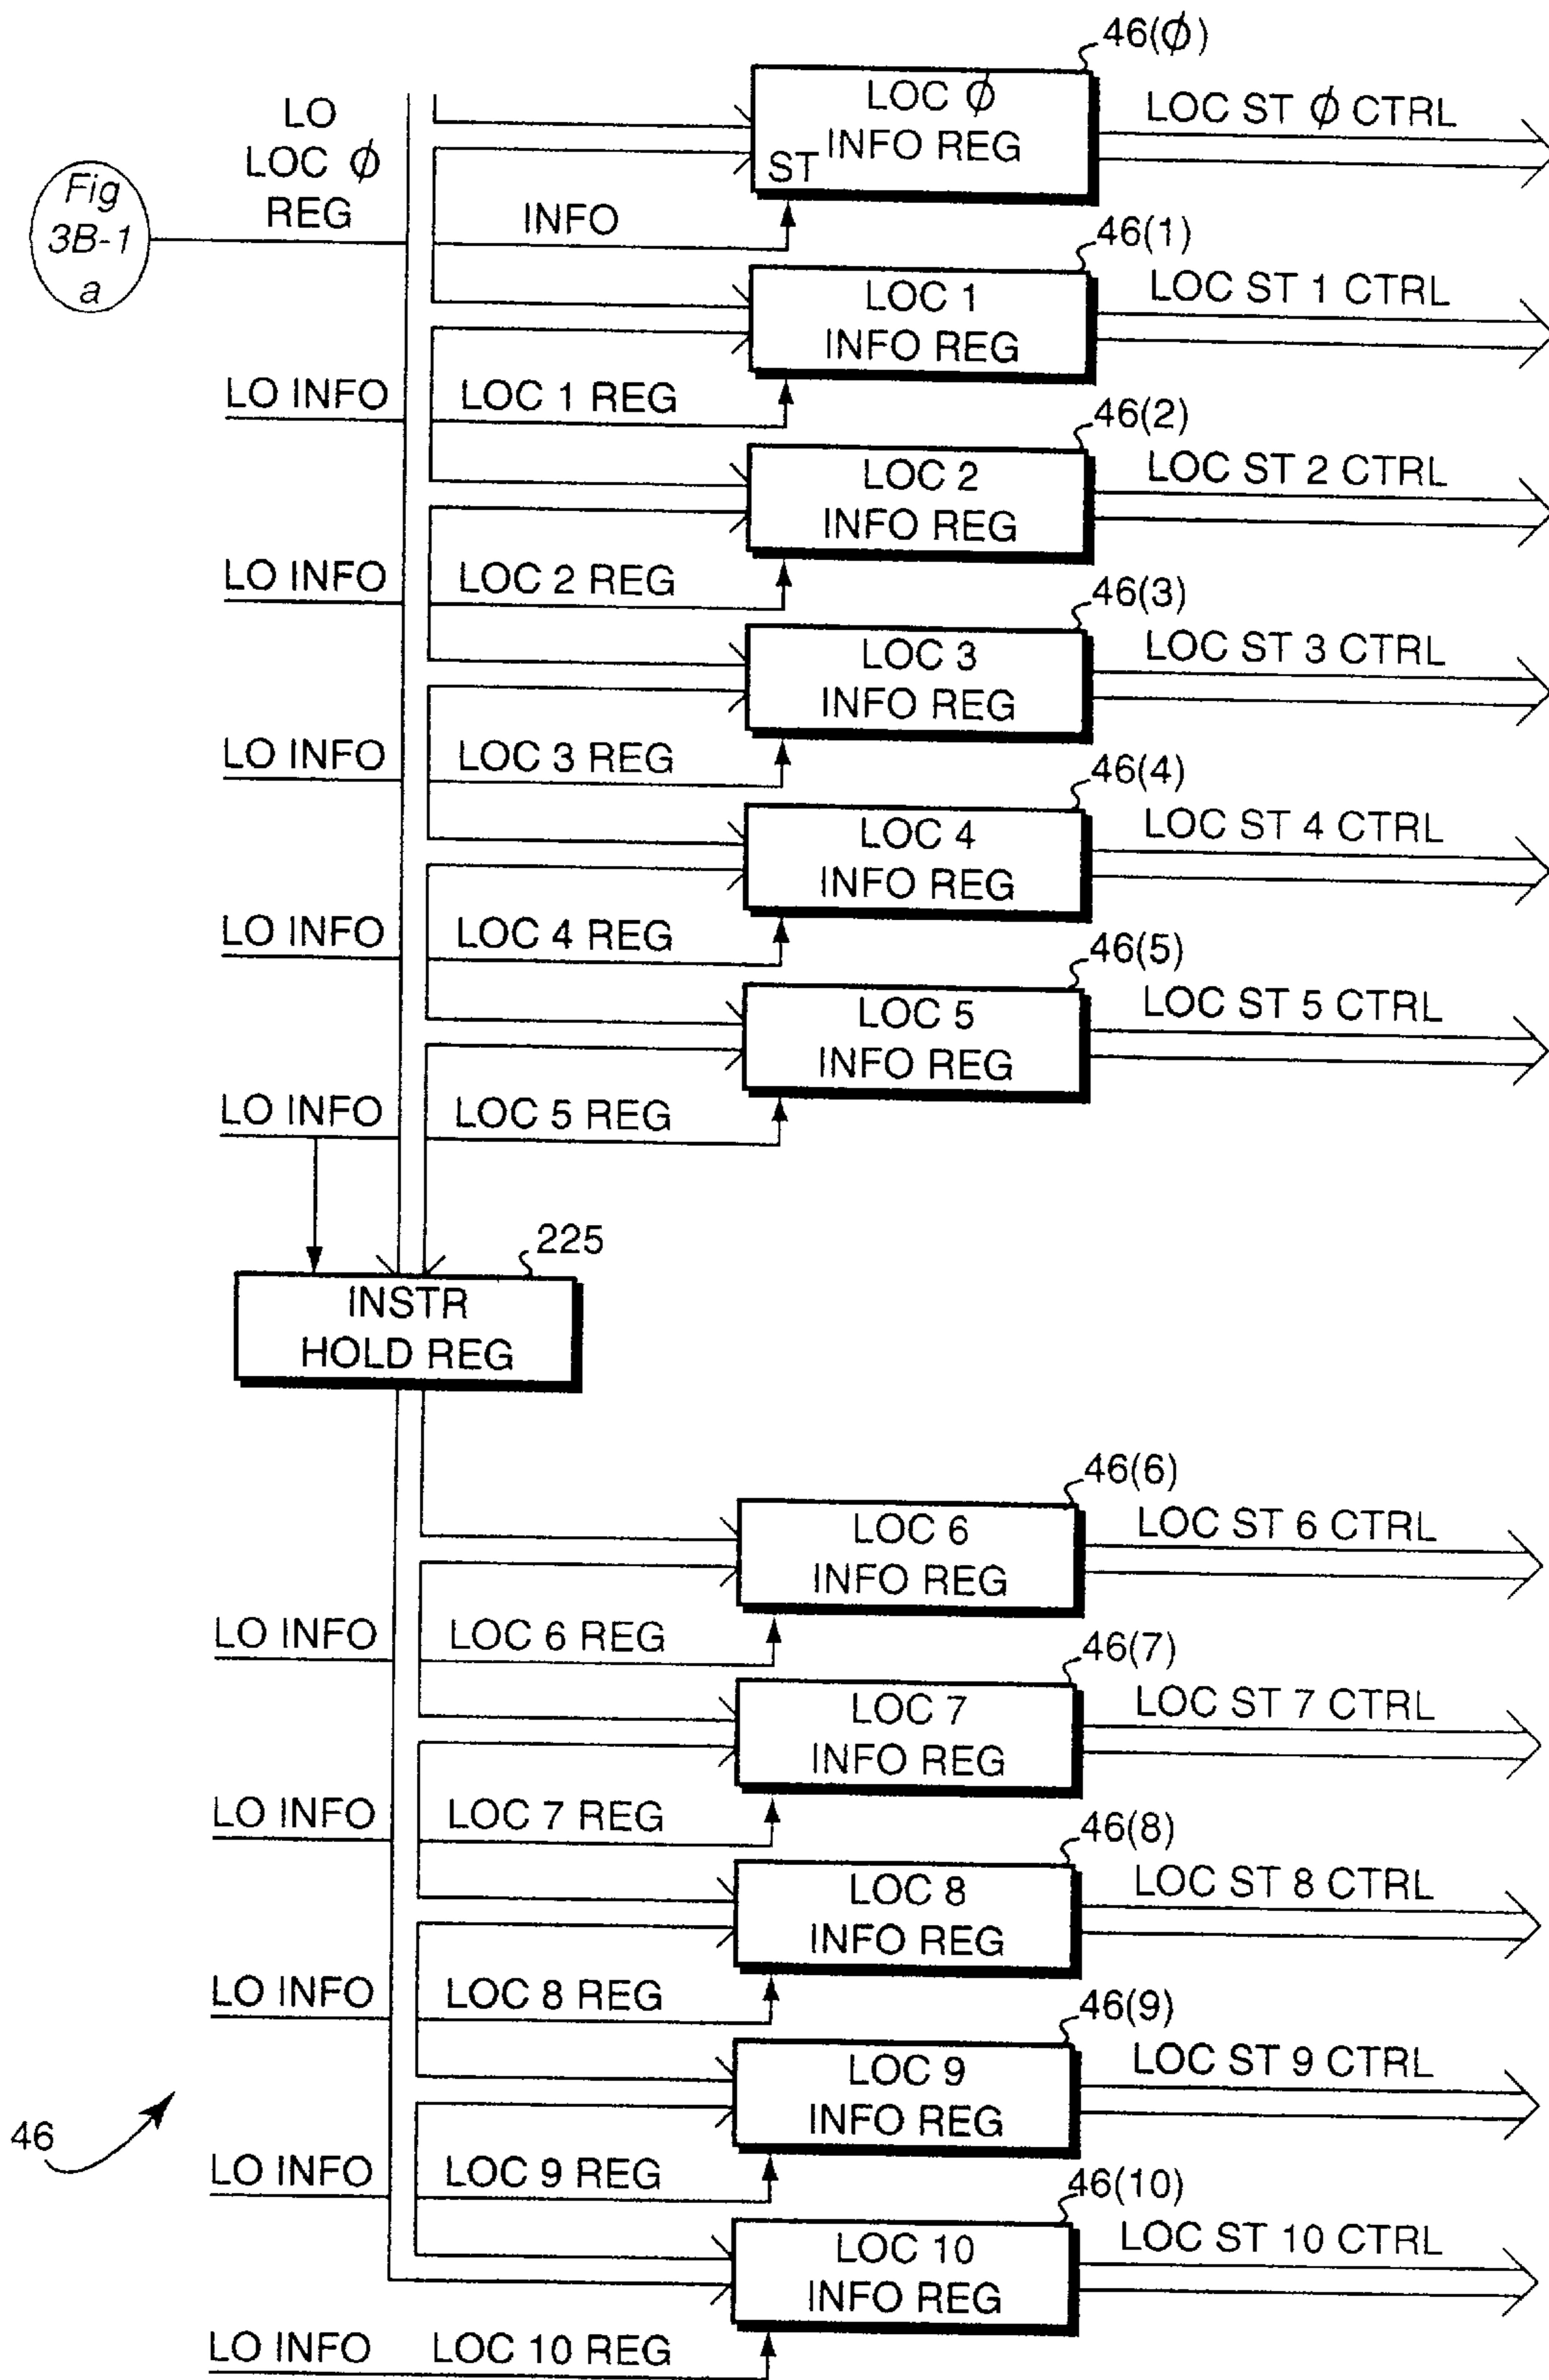 46(ϕ)
LOC ϕ
INFO REG
ST
LOC ST ϕ CTRL
LO
LOC ϕ
REG
INFO
Fig
3B-1
a
46(1)
LOC 1
INFO REG
LOC ST 1 CTRL
LO INFO LOC 1 REG
46(2)
LOC 2
INFO REG
LOC ST 2 CTRL
LO INFO LOC 2 REG
46(3)
LOC 3
INFO REG
LOC ST 3 CTRL
LO INFO LOC 3 REG
46(4)
LOC 4
INFO REG
LOC ST 4 CTRL
LO INFO LOC 4 REG
46(5)
LOC 5
INFO REG
LOC ST 5 CTRL
LO INFO LOC 5 REG
225
INSTR
HOLD REG
46(6)
LOC 6
INFO REG
LOC ST 6 CTRL
LO INFO LOC 6 REG
46(7)
LOC 7
INFO REG
LOC ST 7 CTRL
LO INFO LOC 7 REG
46(8)
LOC 8
INFO REG
LOC ST 8 CTRL
LO INFO LOC 8 REG
46(9)
LOC 9
INFO REG
LOC ST 9 CTRL
46
LO INFO LOC 9 REG
46(10)
LOC 10
INFO REG
LOC ST 10 CTRL
LO INFO LOC 10 REG